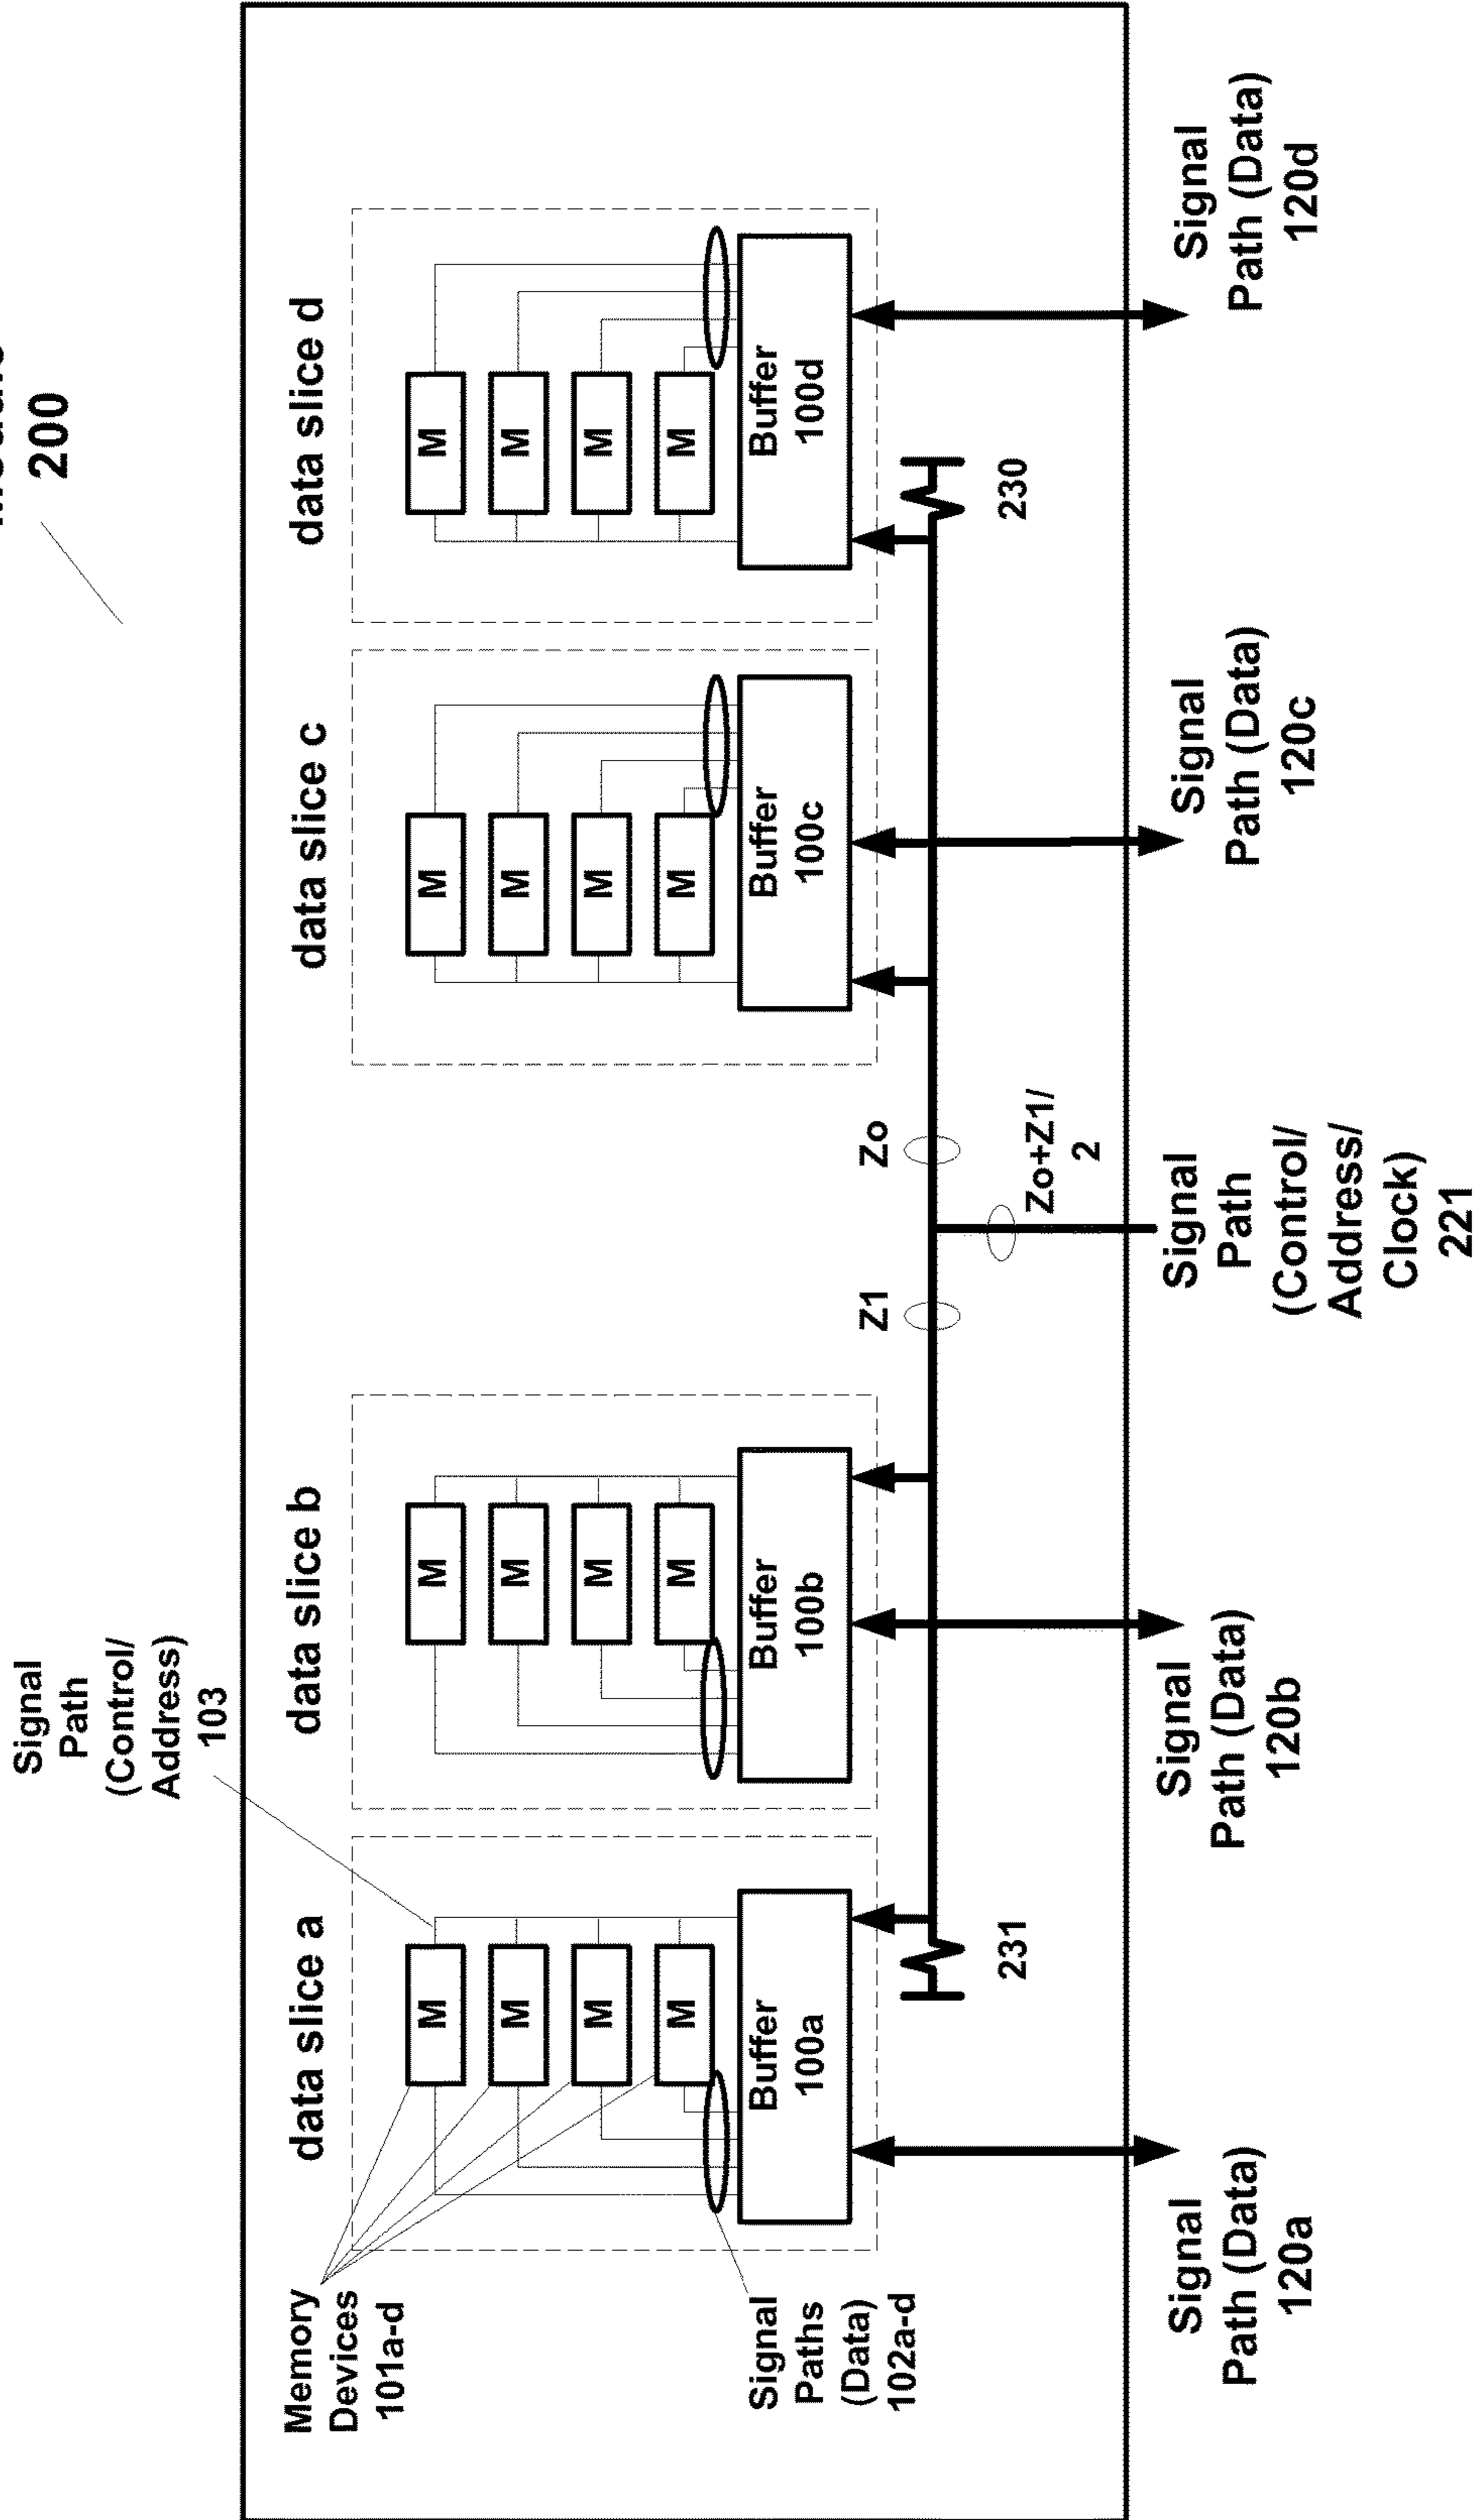 200
Signal
Path
(Control/
Address)
103
Memory
Devices
101a-d
data slice a
M
M
M
M
Buffer
100a
Signal
Paths
(Data)
102a-d
data slice b
M
M
M
M
Buffer
100b
data slice c
M
M
M
M
Buffer
100c
data slice d
M
M
M
M
Buffer
100d
231
Z1
Zo
Zo+Z1/
2
230
Signal
Path (Data)
120a
Signal
Path (Data)
120b
Signal
Path
(Control/
Address/
Clock)
221
Signal
Path (Data)
120c
Signal
Path (Data)
120d